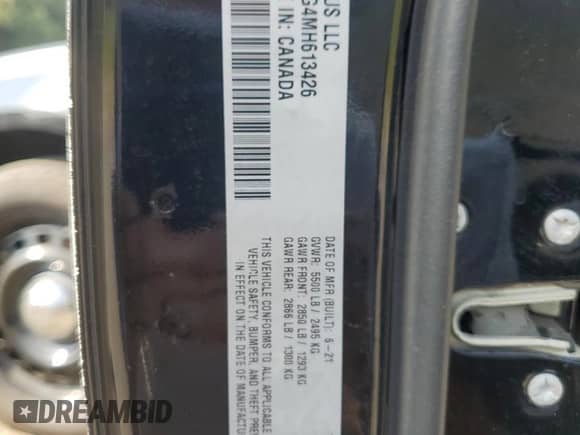 US LLC
G4MH613426
IN: CANADA
DATE OF MFR (BUILT): 6-21
GVWR: 5500 LB / 2495 KG
GAWR FRONT: 2850 LB / 1293 KG
GAWR REAR: 2866 LB / 1300 KG
THIS VEHICLE CONFORMS TO ALL APPLICABLE
VEHICLE SAFETY, BUMPER, AND THEFT PRE
IN EFFECT ON THE DATE OF MANUFACTU
DREAMBID